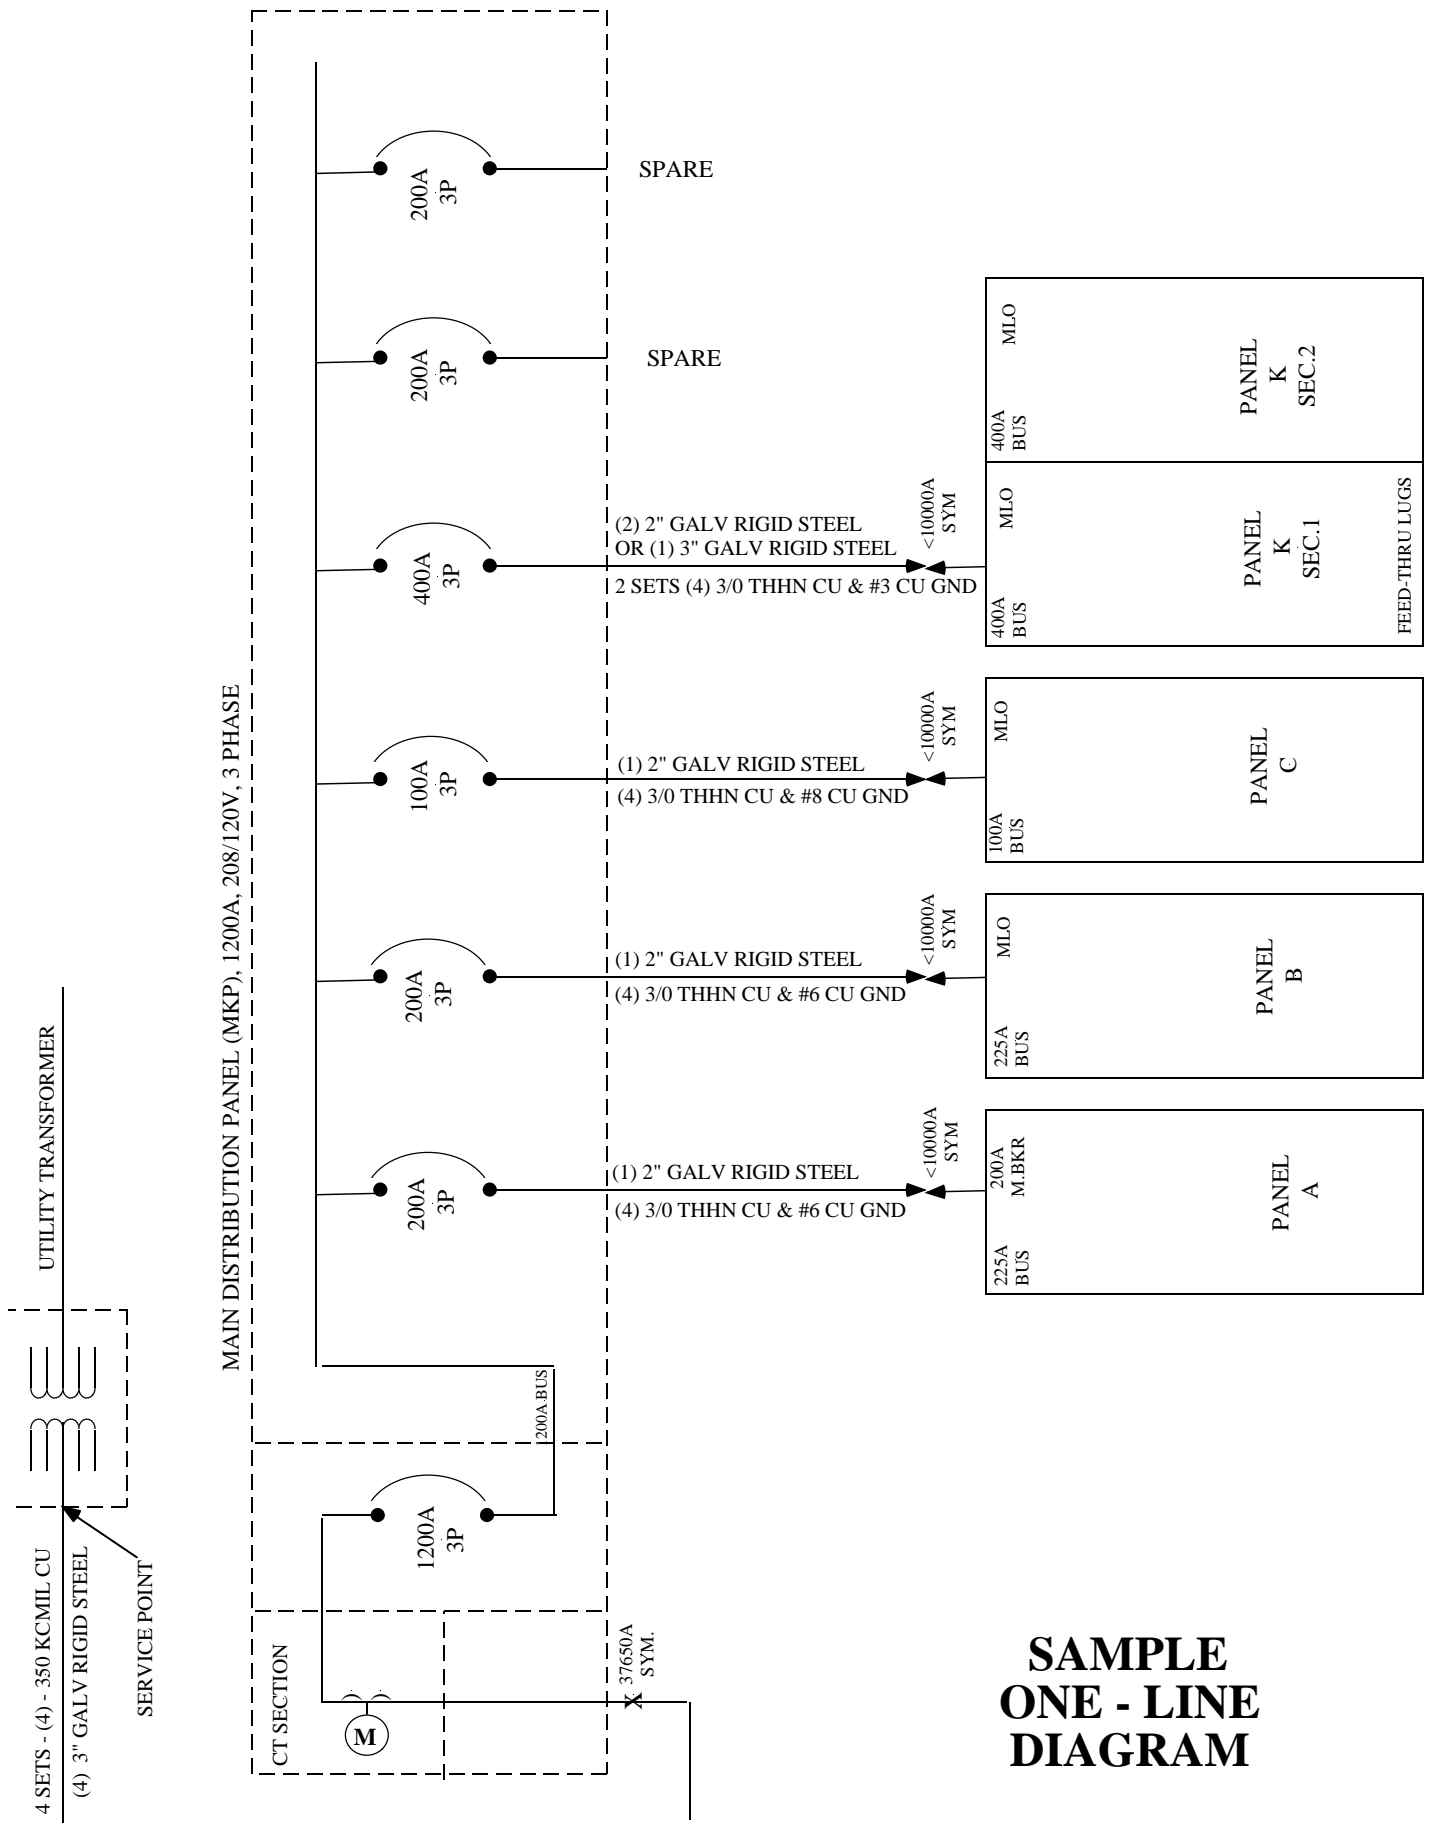 UTILITY TRANSFORMER
4 SETS - (4) - 350 KCMIL CU
(4) 3" GALV RIGID STEEL
SERVICE POINT
MAIN DISTRIBUTION PANEL (MKP), 1200A, 208/120V, 3 PHASE
200A
3P
SPARE
200A
3P
SPARE
400A
3P
(2) 2" GALV RIGID STEEL
OR (1) 3" GALV RIGID STEEL
2 SETS (4) 3/0 THHN CU & #3 CU GND
<10000A
SYM
400A
BUS
MLO
PANEL
K
SEC.2
400A
BUS
MLO
PANEL
K
SEC.1
FEED-THRU LUGS
100A
3P
(1) 2" GALV RIGID STEEL
(4) 3/0 THHN CU & #8 CU GND
<10000A
SYM
100A
BUS
MLO
PANEL
C
200A
3P
(1) 2" GALV RIGID STEEL
(4) 3/0 THHN CU & #6 CU GND
<10000A
SYM
225A
BUS
MLO
PANEL
B
200A
3P
(1) 2" GALV RIGID STEEL
(4) 3/0 THHN CU & #6 CU GND
<10000A
SYM
225A
BUS
200A
M.BKR
PANEL
A
1200A BUS
1200A
3P
CT SECTION
M
X 37650A
SYM.
SAMPLE
ONE - LINE
DIAGRAM